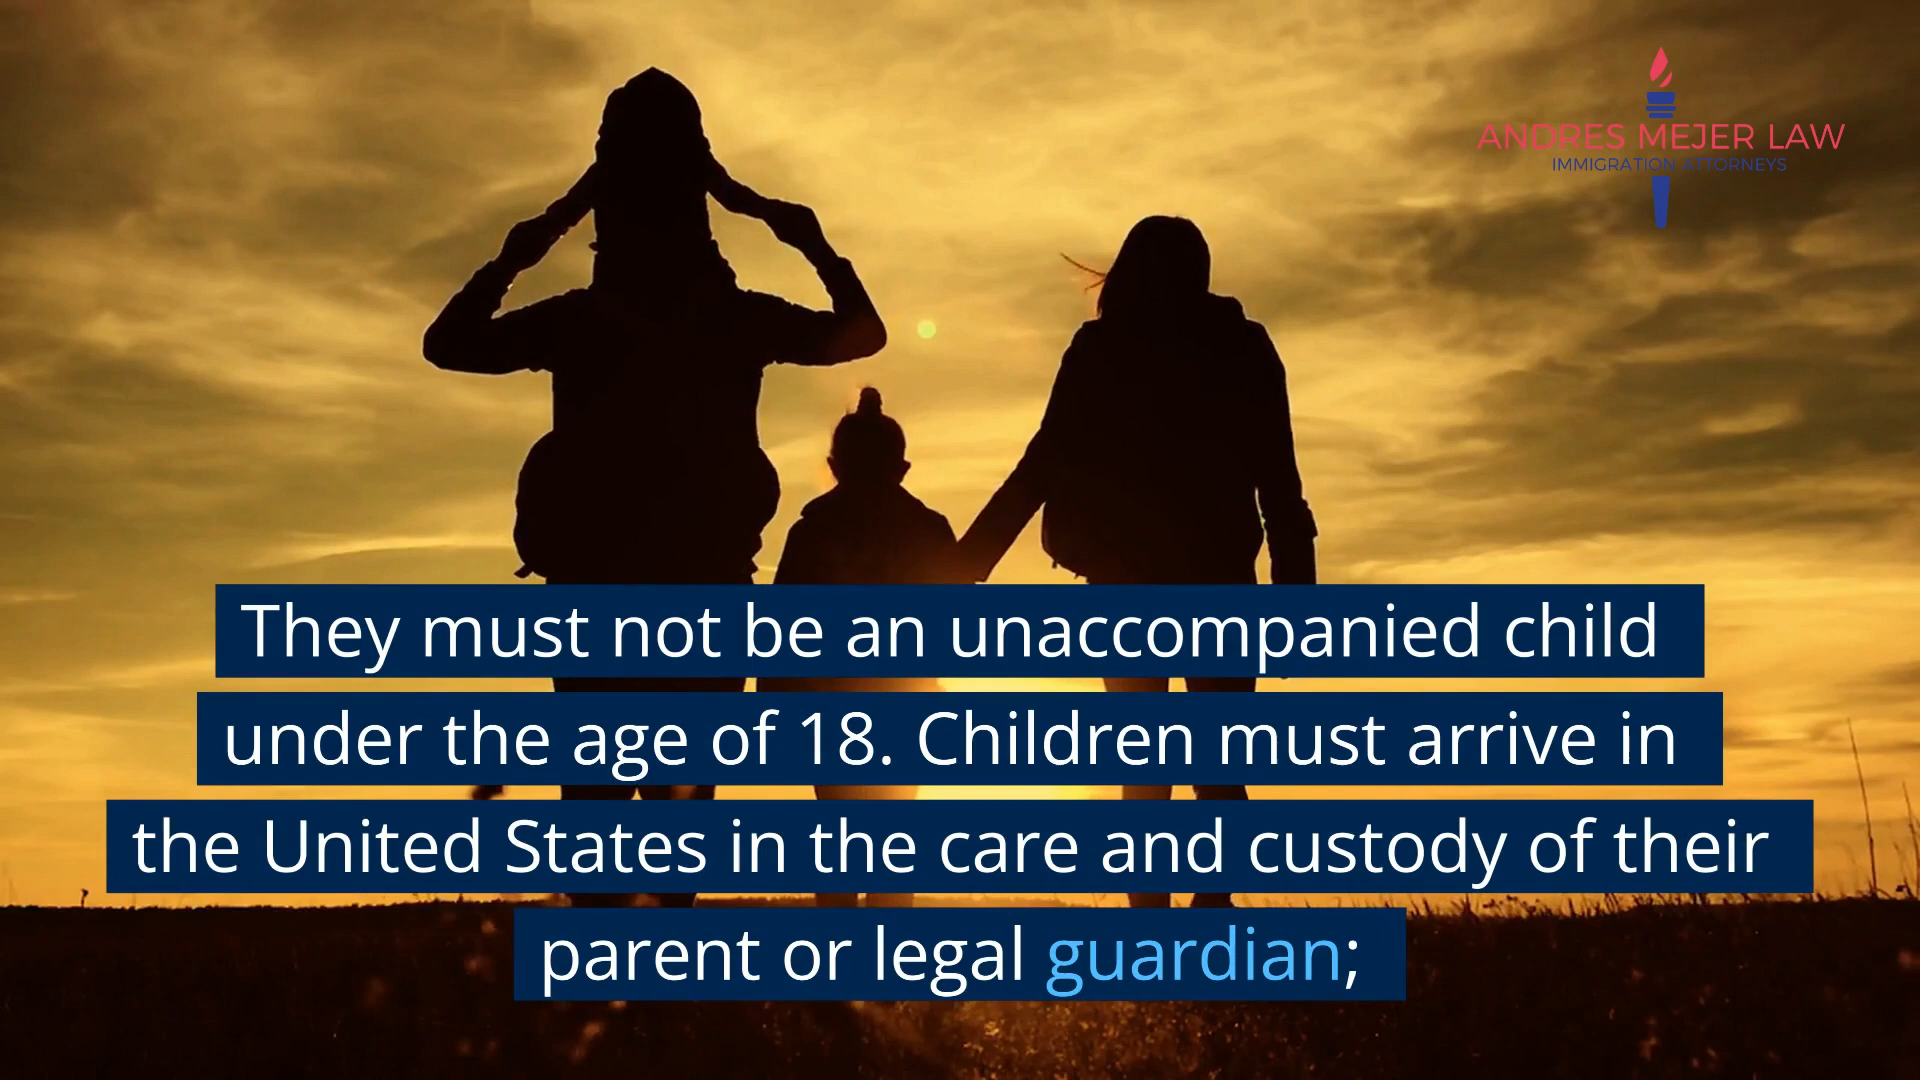 ANDRES MEJER LAW
IMMIGRATION ATTORNEYS
They must not be an unaccompanied child
under the age of 18. Children must arrive in
the United States in the care and custody of their
parent or legal guardian;